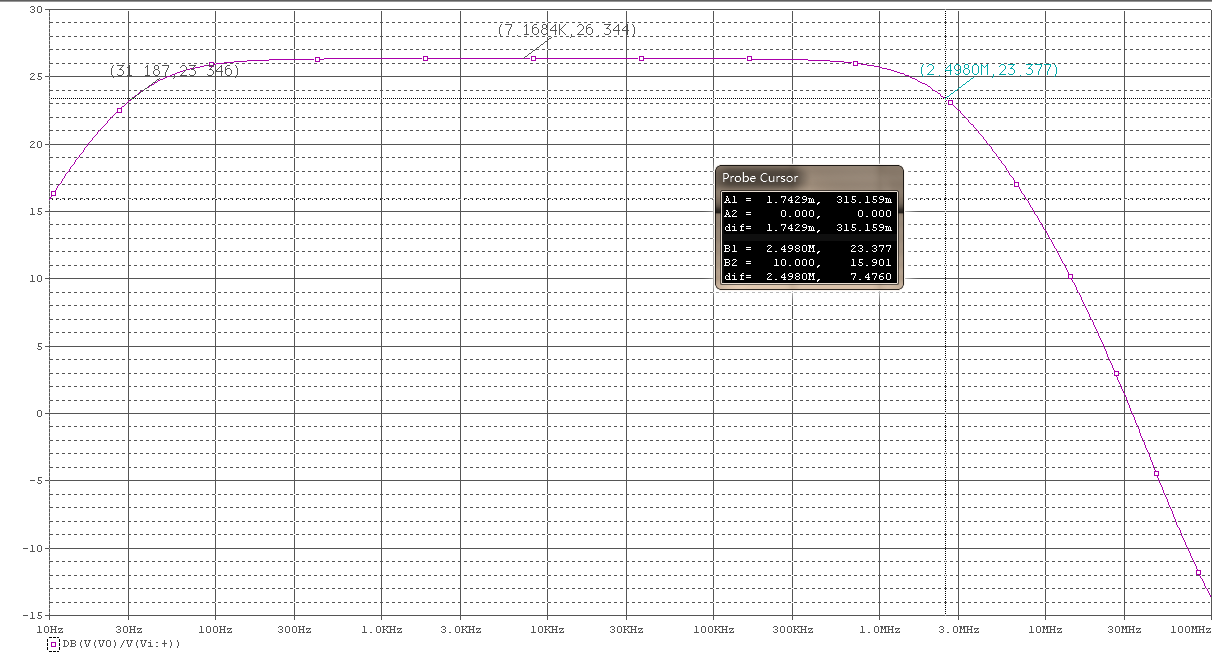 30
(7.1684K,26.344)
(31.187,23.346)
(2.4980M,23.377)
25
20
15
10
5
0
-5
-10
-15
Probe Cursor
A1 = 1.7429m, 315.159m
A2 = 0.000, 0.000
dif= 1.7429m, 315.159m
B1 = 2.4980M, 23.377
B2 = 10.000, 15.901
dif= 2.4980M, 7.4760
10Hz 30Hz 100Hz 300Hz 1.0KHz 3.0KHz 10KHz 30KHz 100KHz 300KHz 1.0MHz 3.0MHz 10MHz 30MHz 100MHz
DB(V(VO)/V(Vi:+))